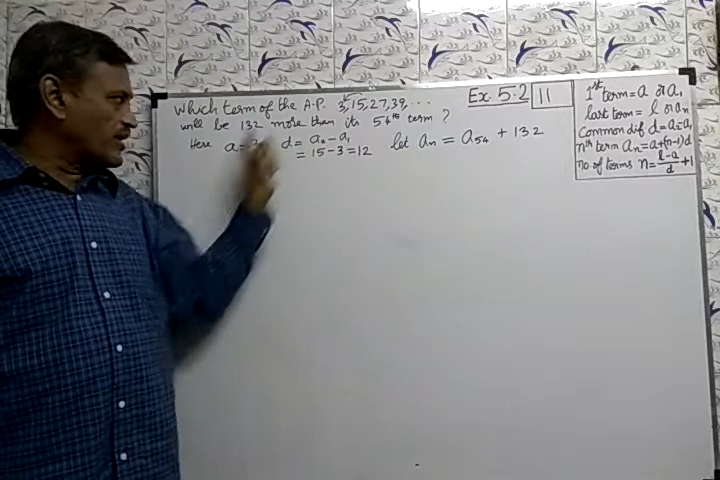 Which term of the A.P. 3,15,27,39,...
will be 132 more than its 54th term?
Here a= d= a₂-a₁ let aₙ = a₅₄ + 132
= 15-3=12
Ex 5.2 11
1st term = a or a₁
last term = l or aₙ
common dif d = a₂-a₁
nth term aₙ = a+(n-1)d
no. of terms n = (l-a)/d + 1